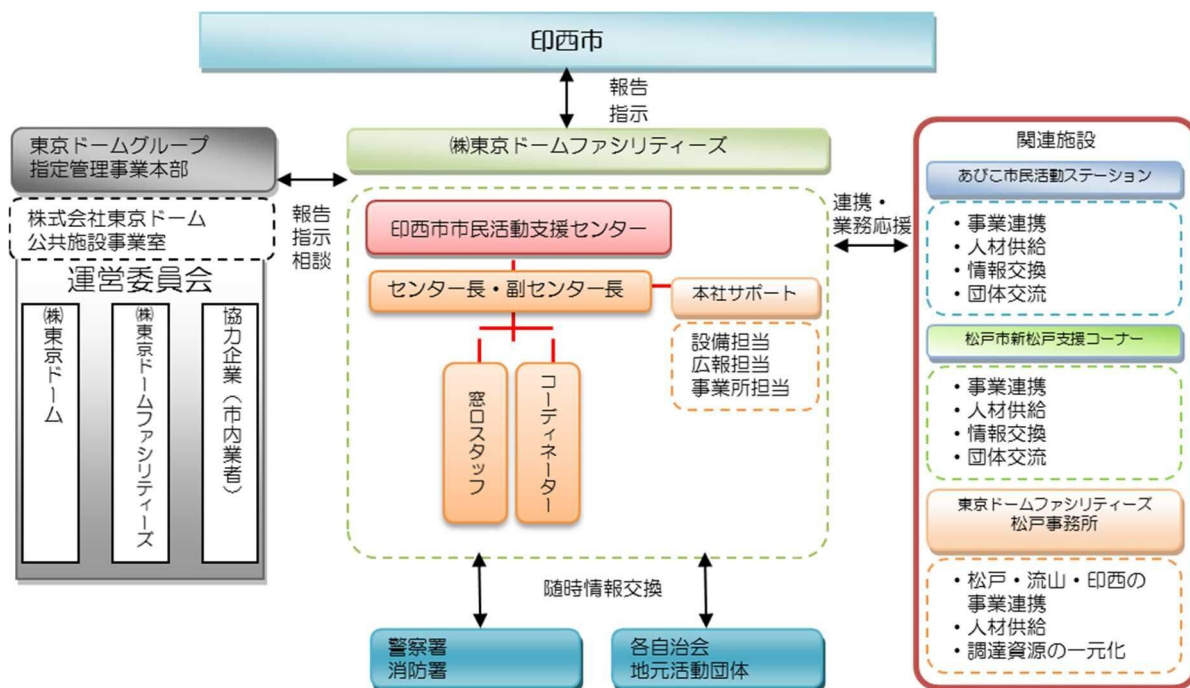 印西市
報告
指示
東京ドームグループ
指定管理事業本部
株式会社東京ドーム
公共施設事業室
運営委員会
㈱東京ドーム
㈱東京ドームファシリティーズ
協力企業（市内業者）
報告
指示
相談
㈱東京ドームファシリティーズ
印西市市民活動支援センター
センター長・副センター長
本社サポート
設備担当
広報担当
事業所担当
窓口スタッフ
コーディネーター
連携・
業務応援
関連施設
あびこ市民活動ステーション
・事業連携
・人材供給
・情報交換
・団体交流
松戸市新松戸支援コーナー
・事業連携
・人材供給
・情報交換
・団体交流
東京ドームファシリティーズ
松戸事務所
・松戸・流山・印西の
事業連携
・人材供給
・調達資源の一元化
随時情報交換
警察署
消防署
各自治会
地元活動団体